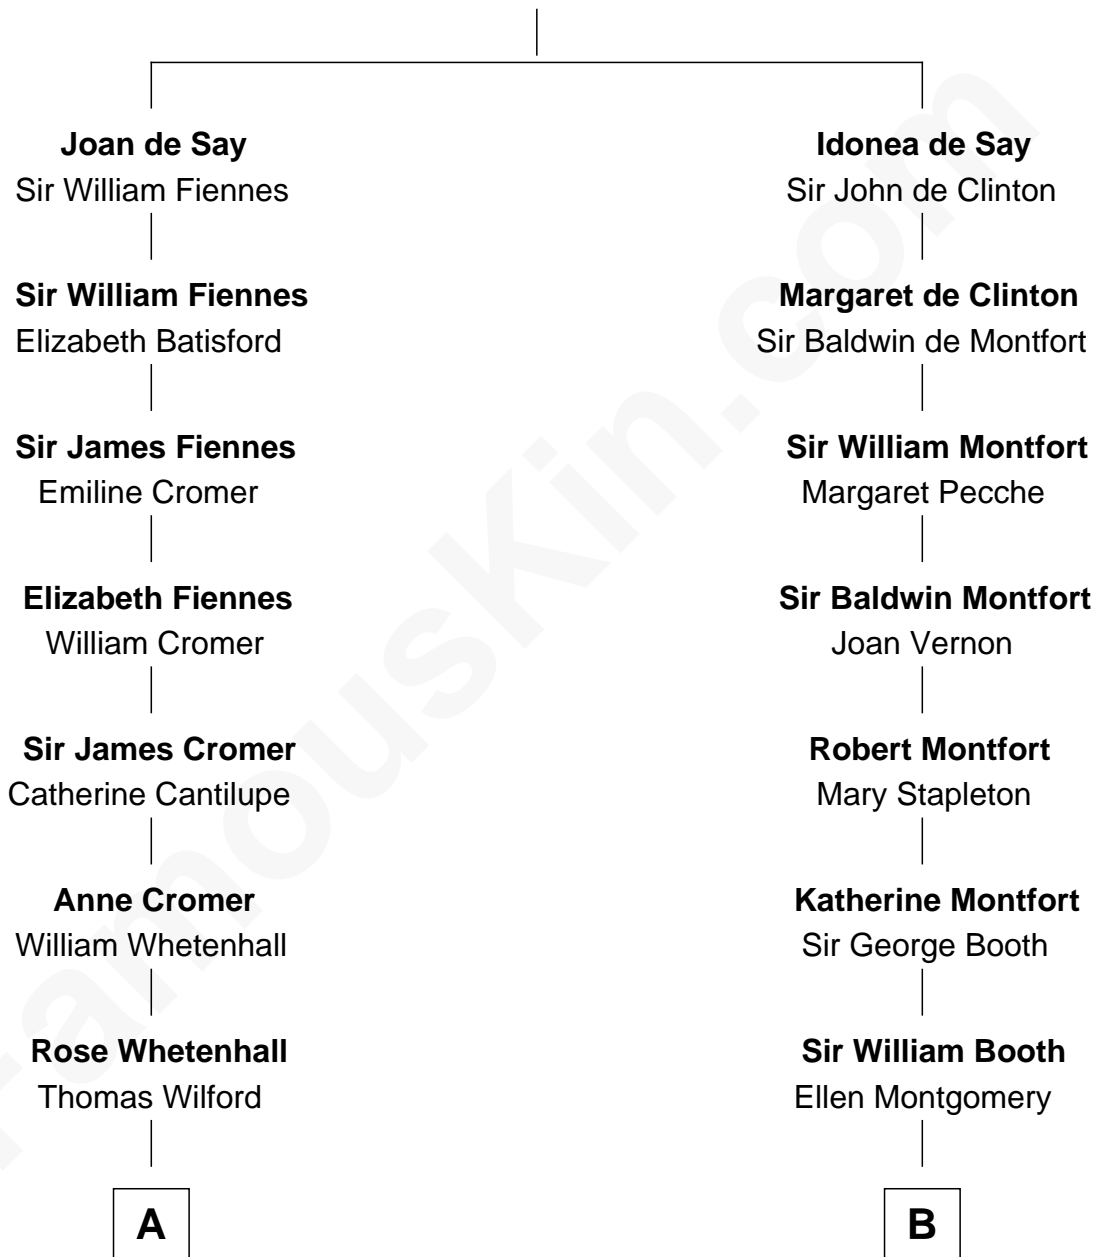 Joan de Say
Sir William Fiennes
Sir William Fiennes
Elizabeth Batisford
Sir James Fiennes
Emiline Cromer
Elizabeth Fiennes
William Cromer
Sir James Cromer
Catherine Cantilupe
Anne Cromer
William Whetenhall
Rose Whetenhall
Thomas Wilford
A
Idonea de Say
Sir John de Clinton
Margaret de Clinton
Sir Baldwin de Montfort
Sir William Montfort
Margaret Pecche
Sir Baldwin Montfort
Joan Vernon
Robert Montfort
Mary Stapleton
Katherine Montfort
Sir George Booth
Sir William Booth
Ellen Montgomery
B
FamousKin.com